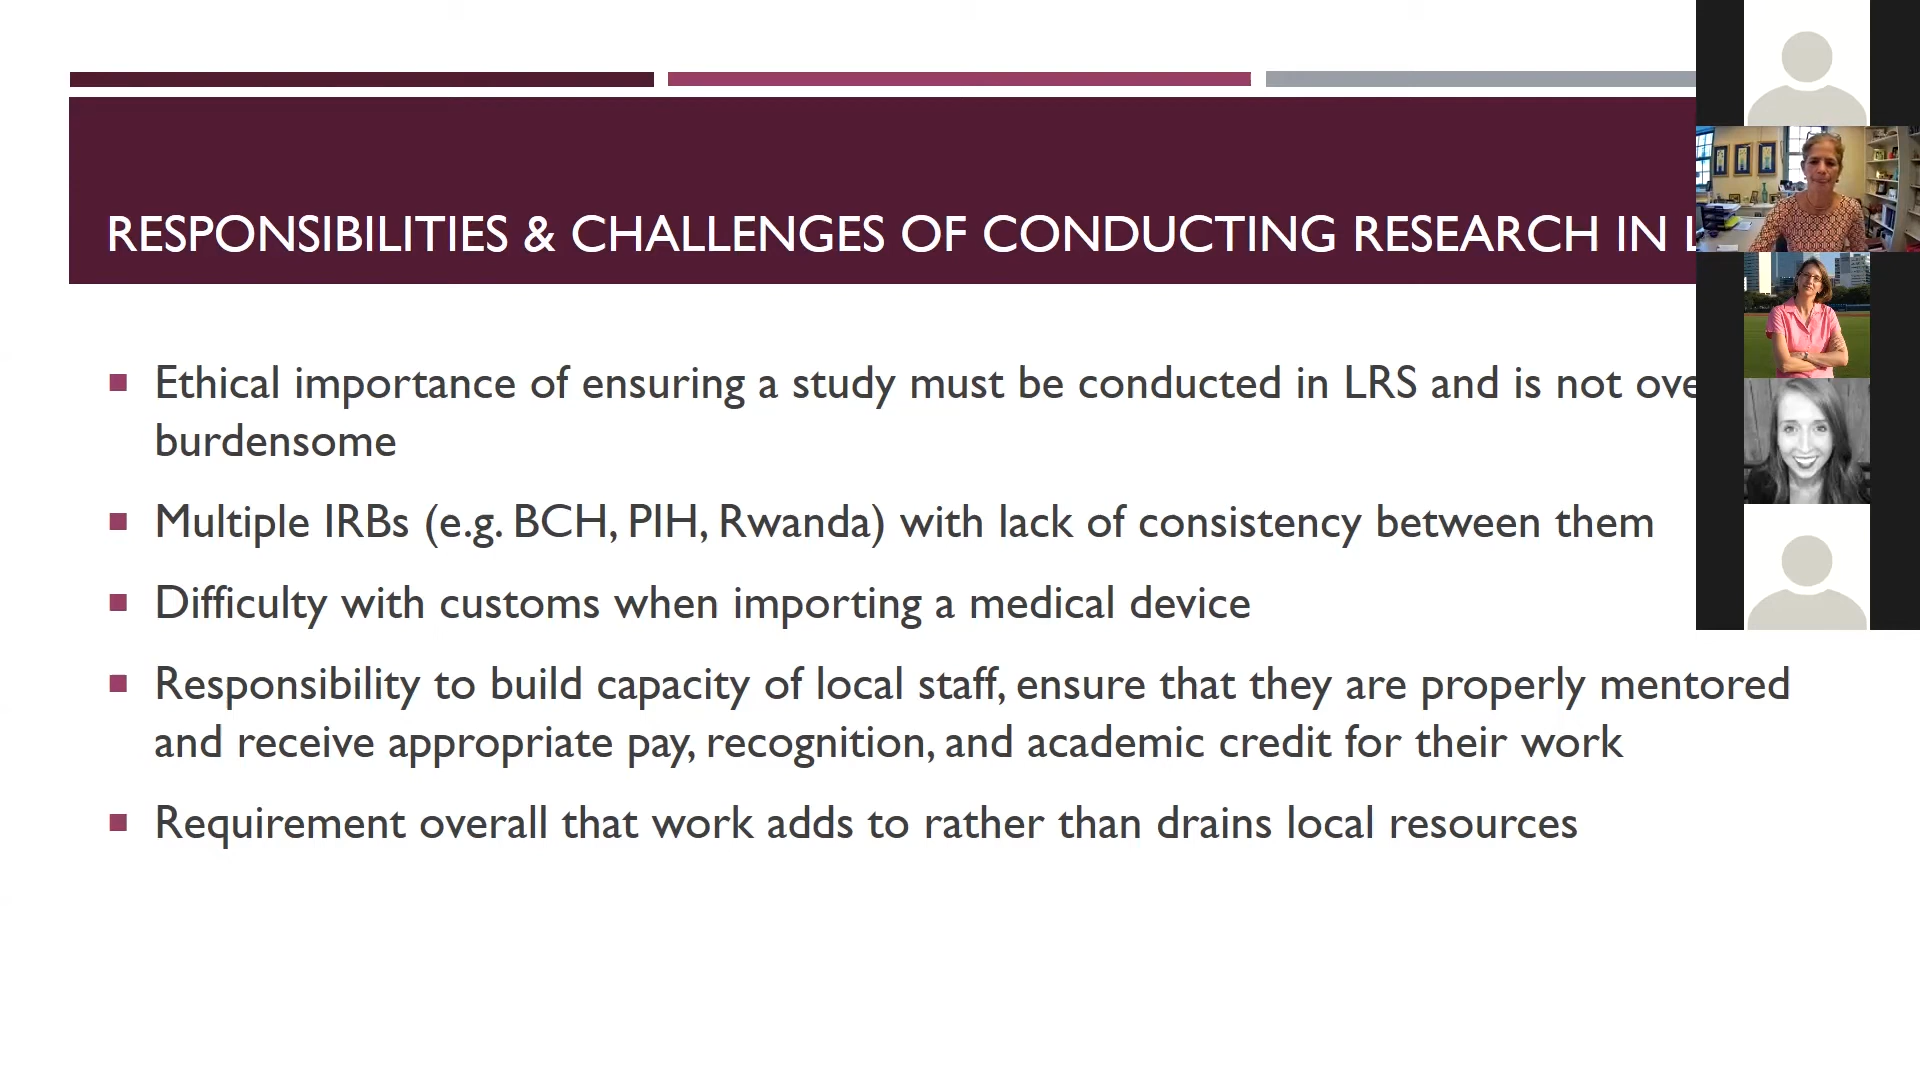 RESPONSIBILITIES & CHALLENGES OF CONDUCTING RESEARCH IN
Ethical importance of ensuring a study must be conducted in LRS and is not
burdensome
Multiple IRBs (e.g. BCH, PIH, Rwanda) with lack of consistency between them
Difficulty with customs when importing a medical device
Responsibility to build capacity of local staff, ensure that they are properly mentored
and receive appropriate pay, recognition, and academic credit for their work
Requirement overall that work adds to rather than drains local resources